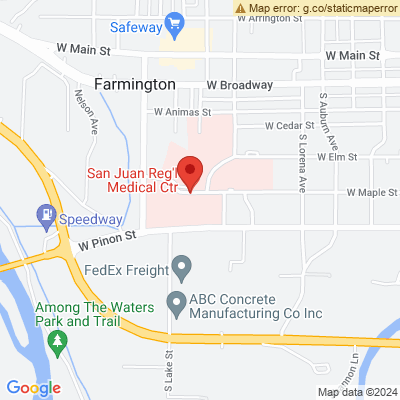 Map error: g.co/staticmaperror
W Arrington St
Safeway
W Main St
W Main St
Farmington
W Broadway
Nelson Ave
W Animas St
S Auburn Ave
W Cedar St
S Lorena Ave
W Elm St
San Juan Reg'l
Medical Ctr
W Maple St
Speedway
W Pinon St
FedEx Freight
ABC Concrete
Manufacturing Co Inc
Among The Waters
Park and Trail
S Lake St
Google
Map data ©2024